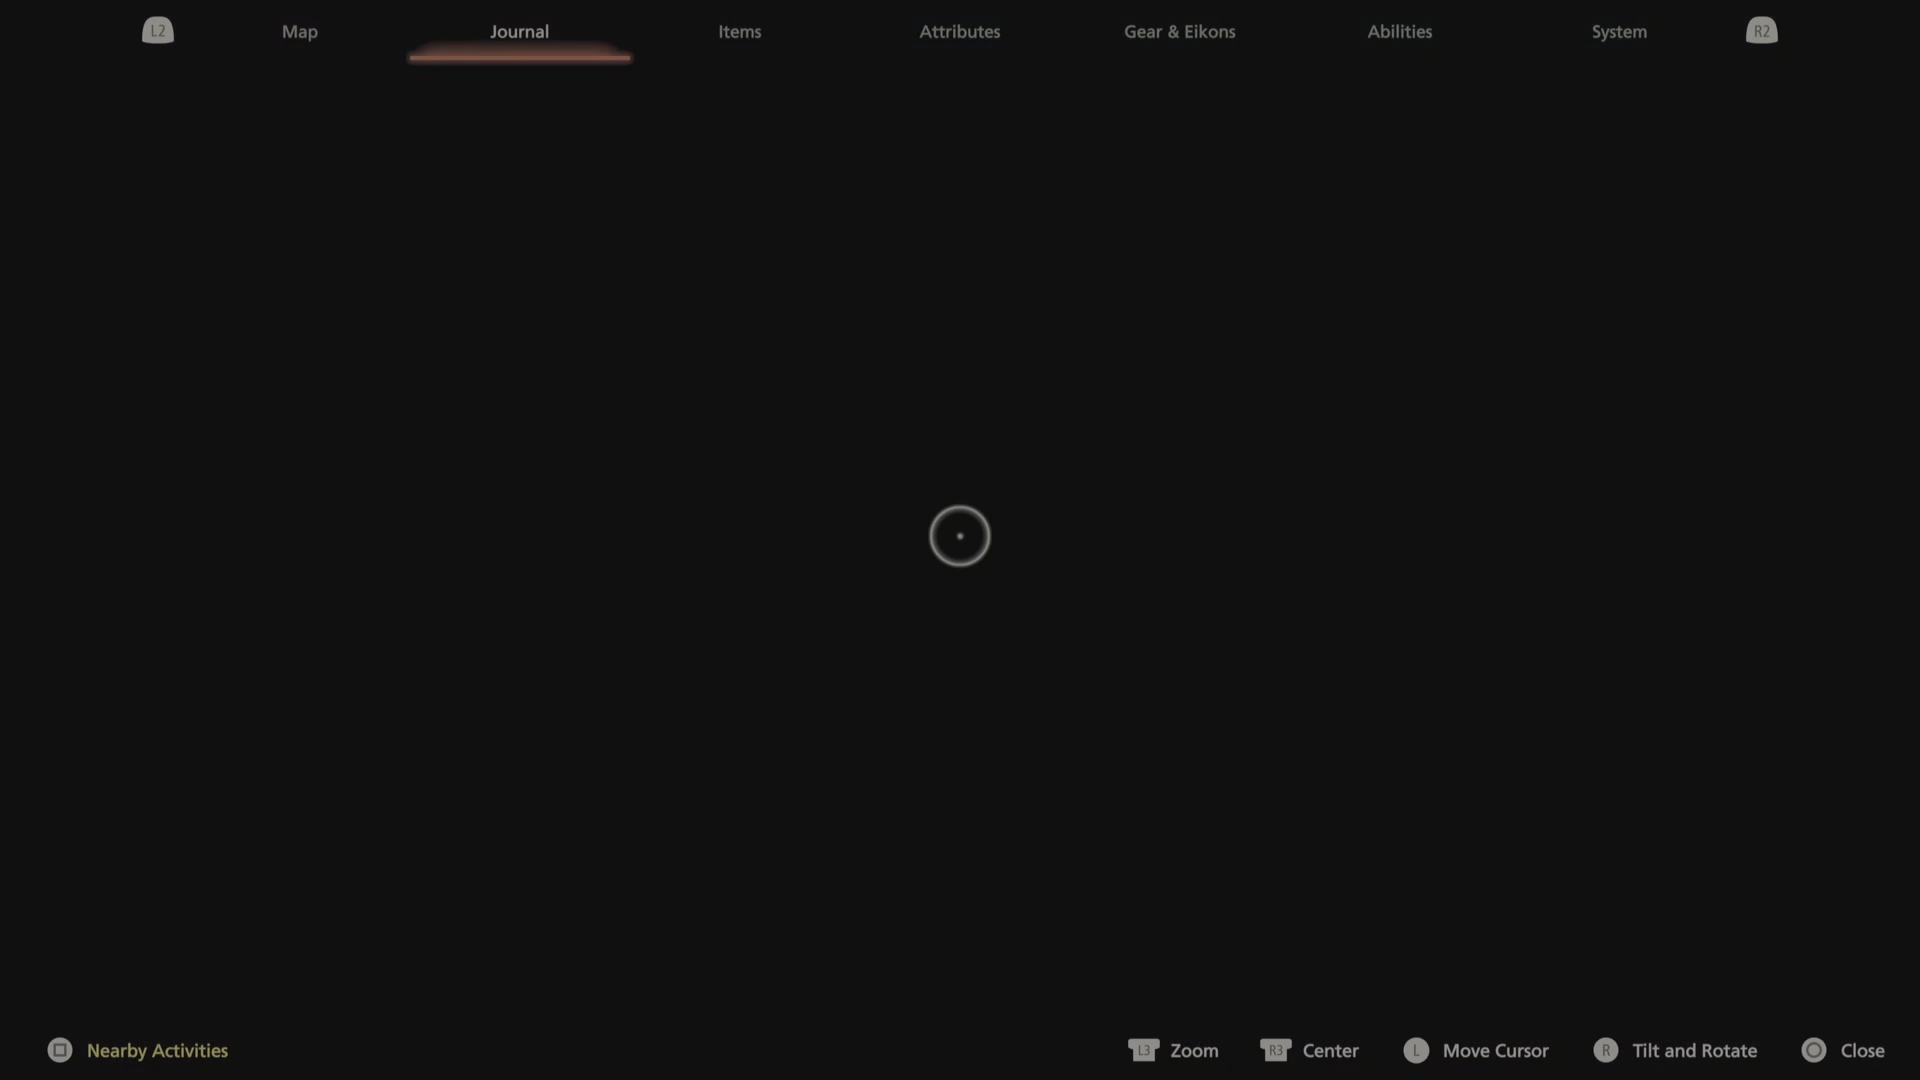 L2 Map Journal Items Attributes Gear & Eikons Abilities System R2
Nearby Activities L3 Zoom R3 Center L Move Cursor R Tilt and Rotate Close